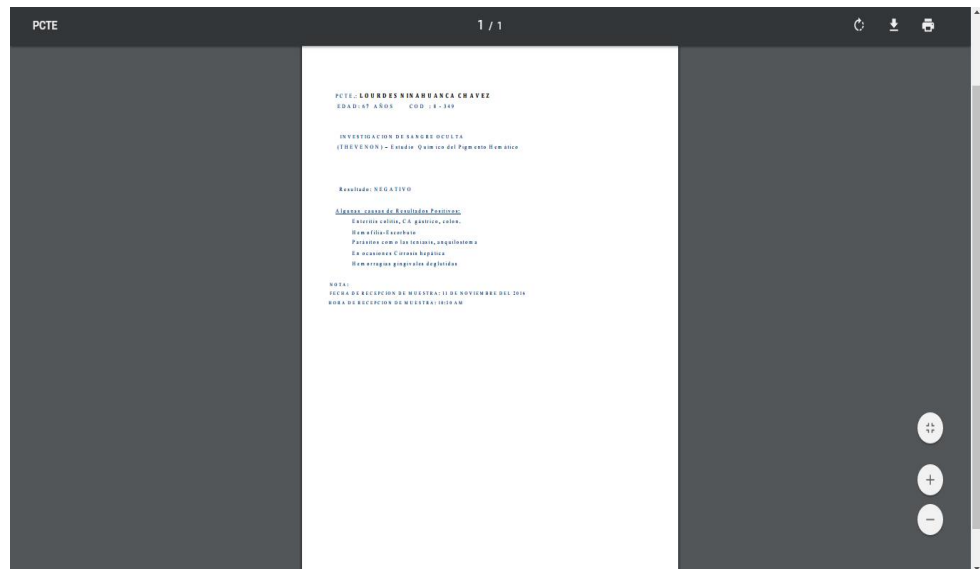 PCTE
1 / 1
PCTE.: LOURDES NINAHUANCA CHAVEZ
EDAD: 67 AÑOS COD : 8 - 349
INVESTIGACION DE SANGRE OCULTA
(THEVENON) – Estudio Químico del Pigmento Hemático
Resultado: NEGATIVO
Algunas causas de Resultados Positivos:
Enteritis colitis, CA gástrico, colon.
Hemofilia-Escorbuto
Parásitos como las teniasis, anquilostoma
En ocasiones Cirrosis hepática
Hemorragias gingivales deglutidas
NOTA:
FECHA DE RECEPCION DE MUESTRA: 11 DE NOVIEMBRE DEL 2016
HORA DE RECEPCION DE MUESTRA: 10:20 AM